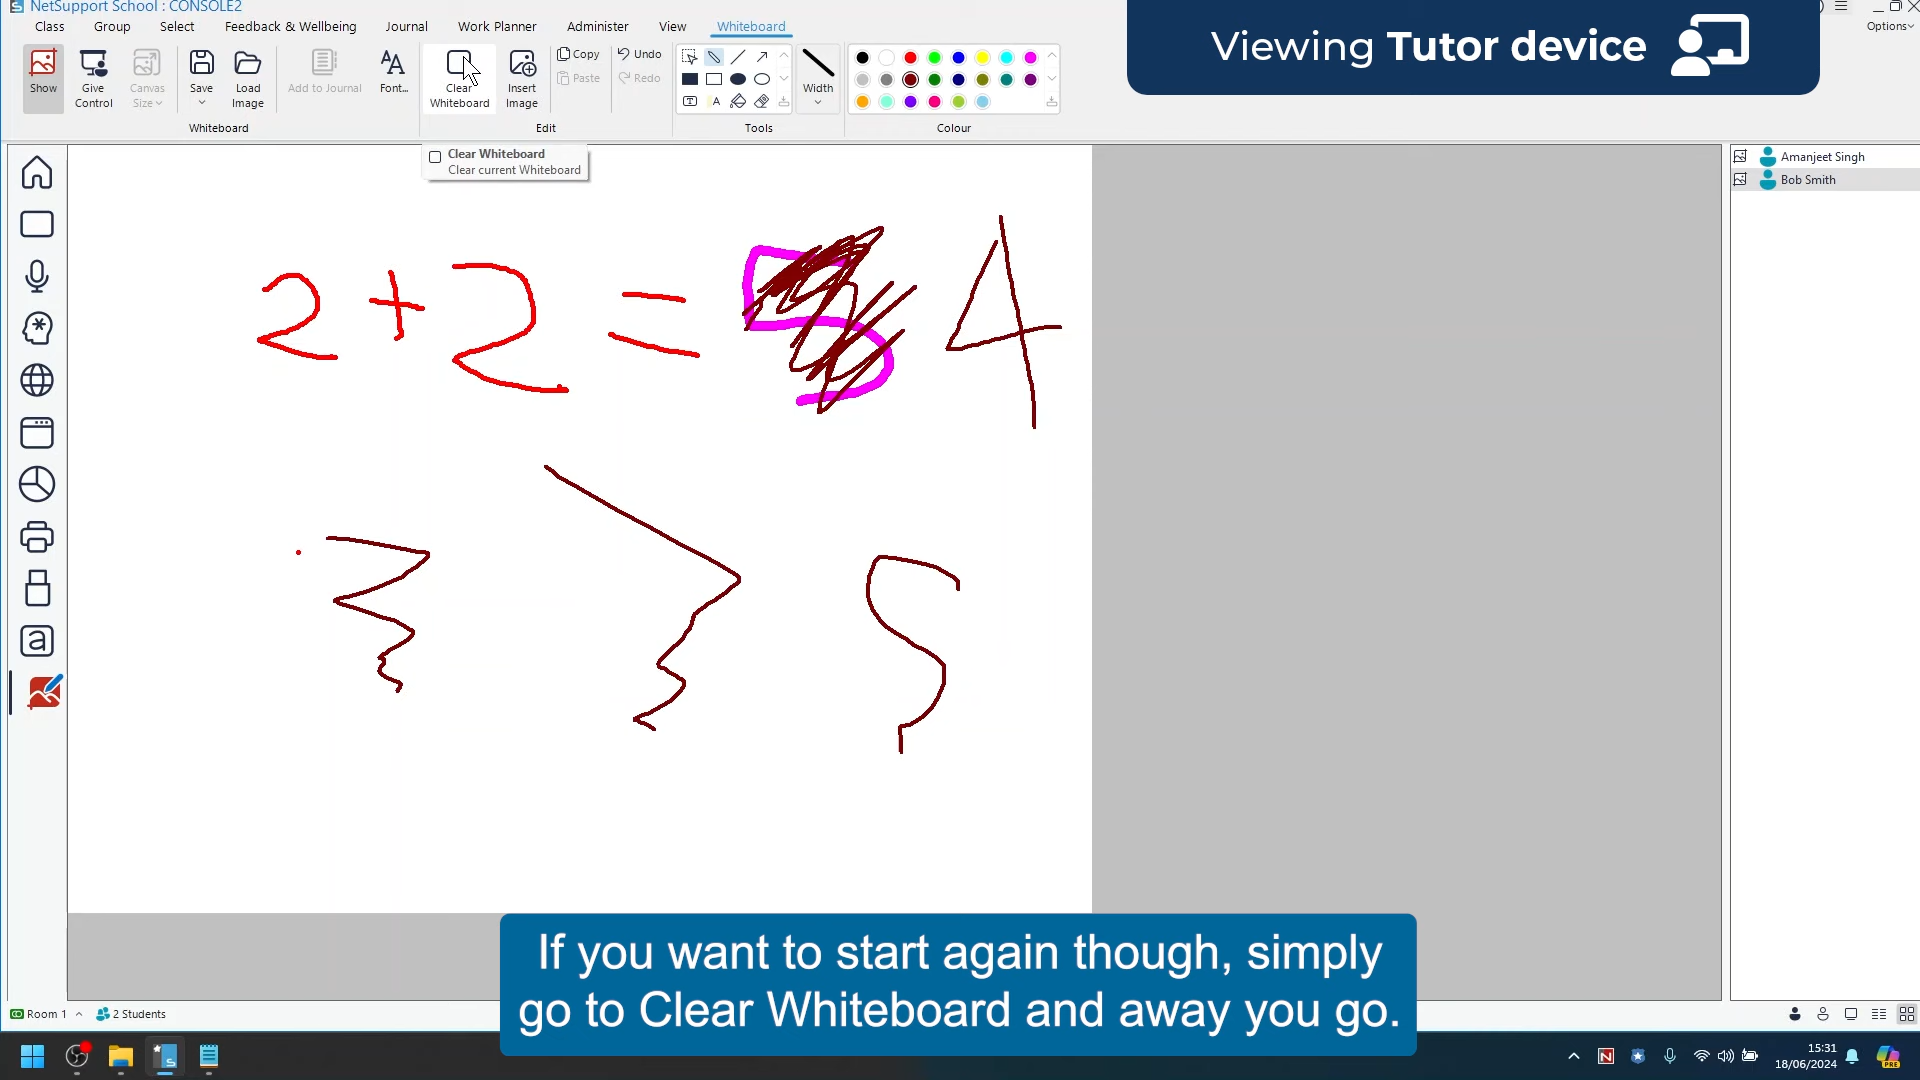 NetSupport School : CONSOLE2
Viewing Tutor device
Class Group Select Feedback & Wellbeing Journal Work Planner Administer View Whiteboard
Options
Show
Give Control
Canvas Size
Save
Load Image
Add to Journal
Font...
Clear Whiteboard
Insert Image
Copy
Paste
Undo
Redo
Width
Whiteboard Edit Tools Colour
Clear Whiteboard
Clear current Whiteboard
Amanjeet Singh
Bob Smith
2 + 2 = 5 4
If you want to start again though, simply
go to Clear Whiteboard and away you go.
Room 1 2 Students
15:31
18/06/2024